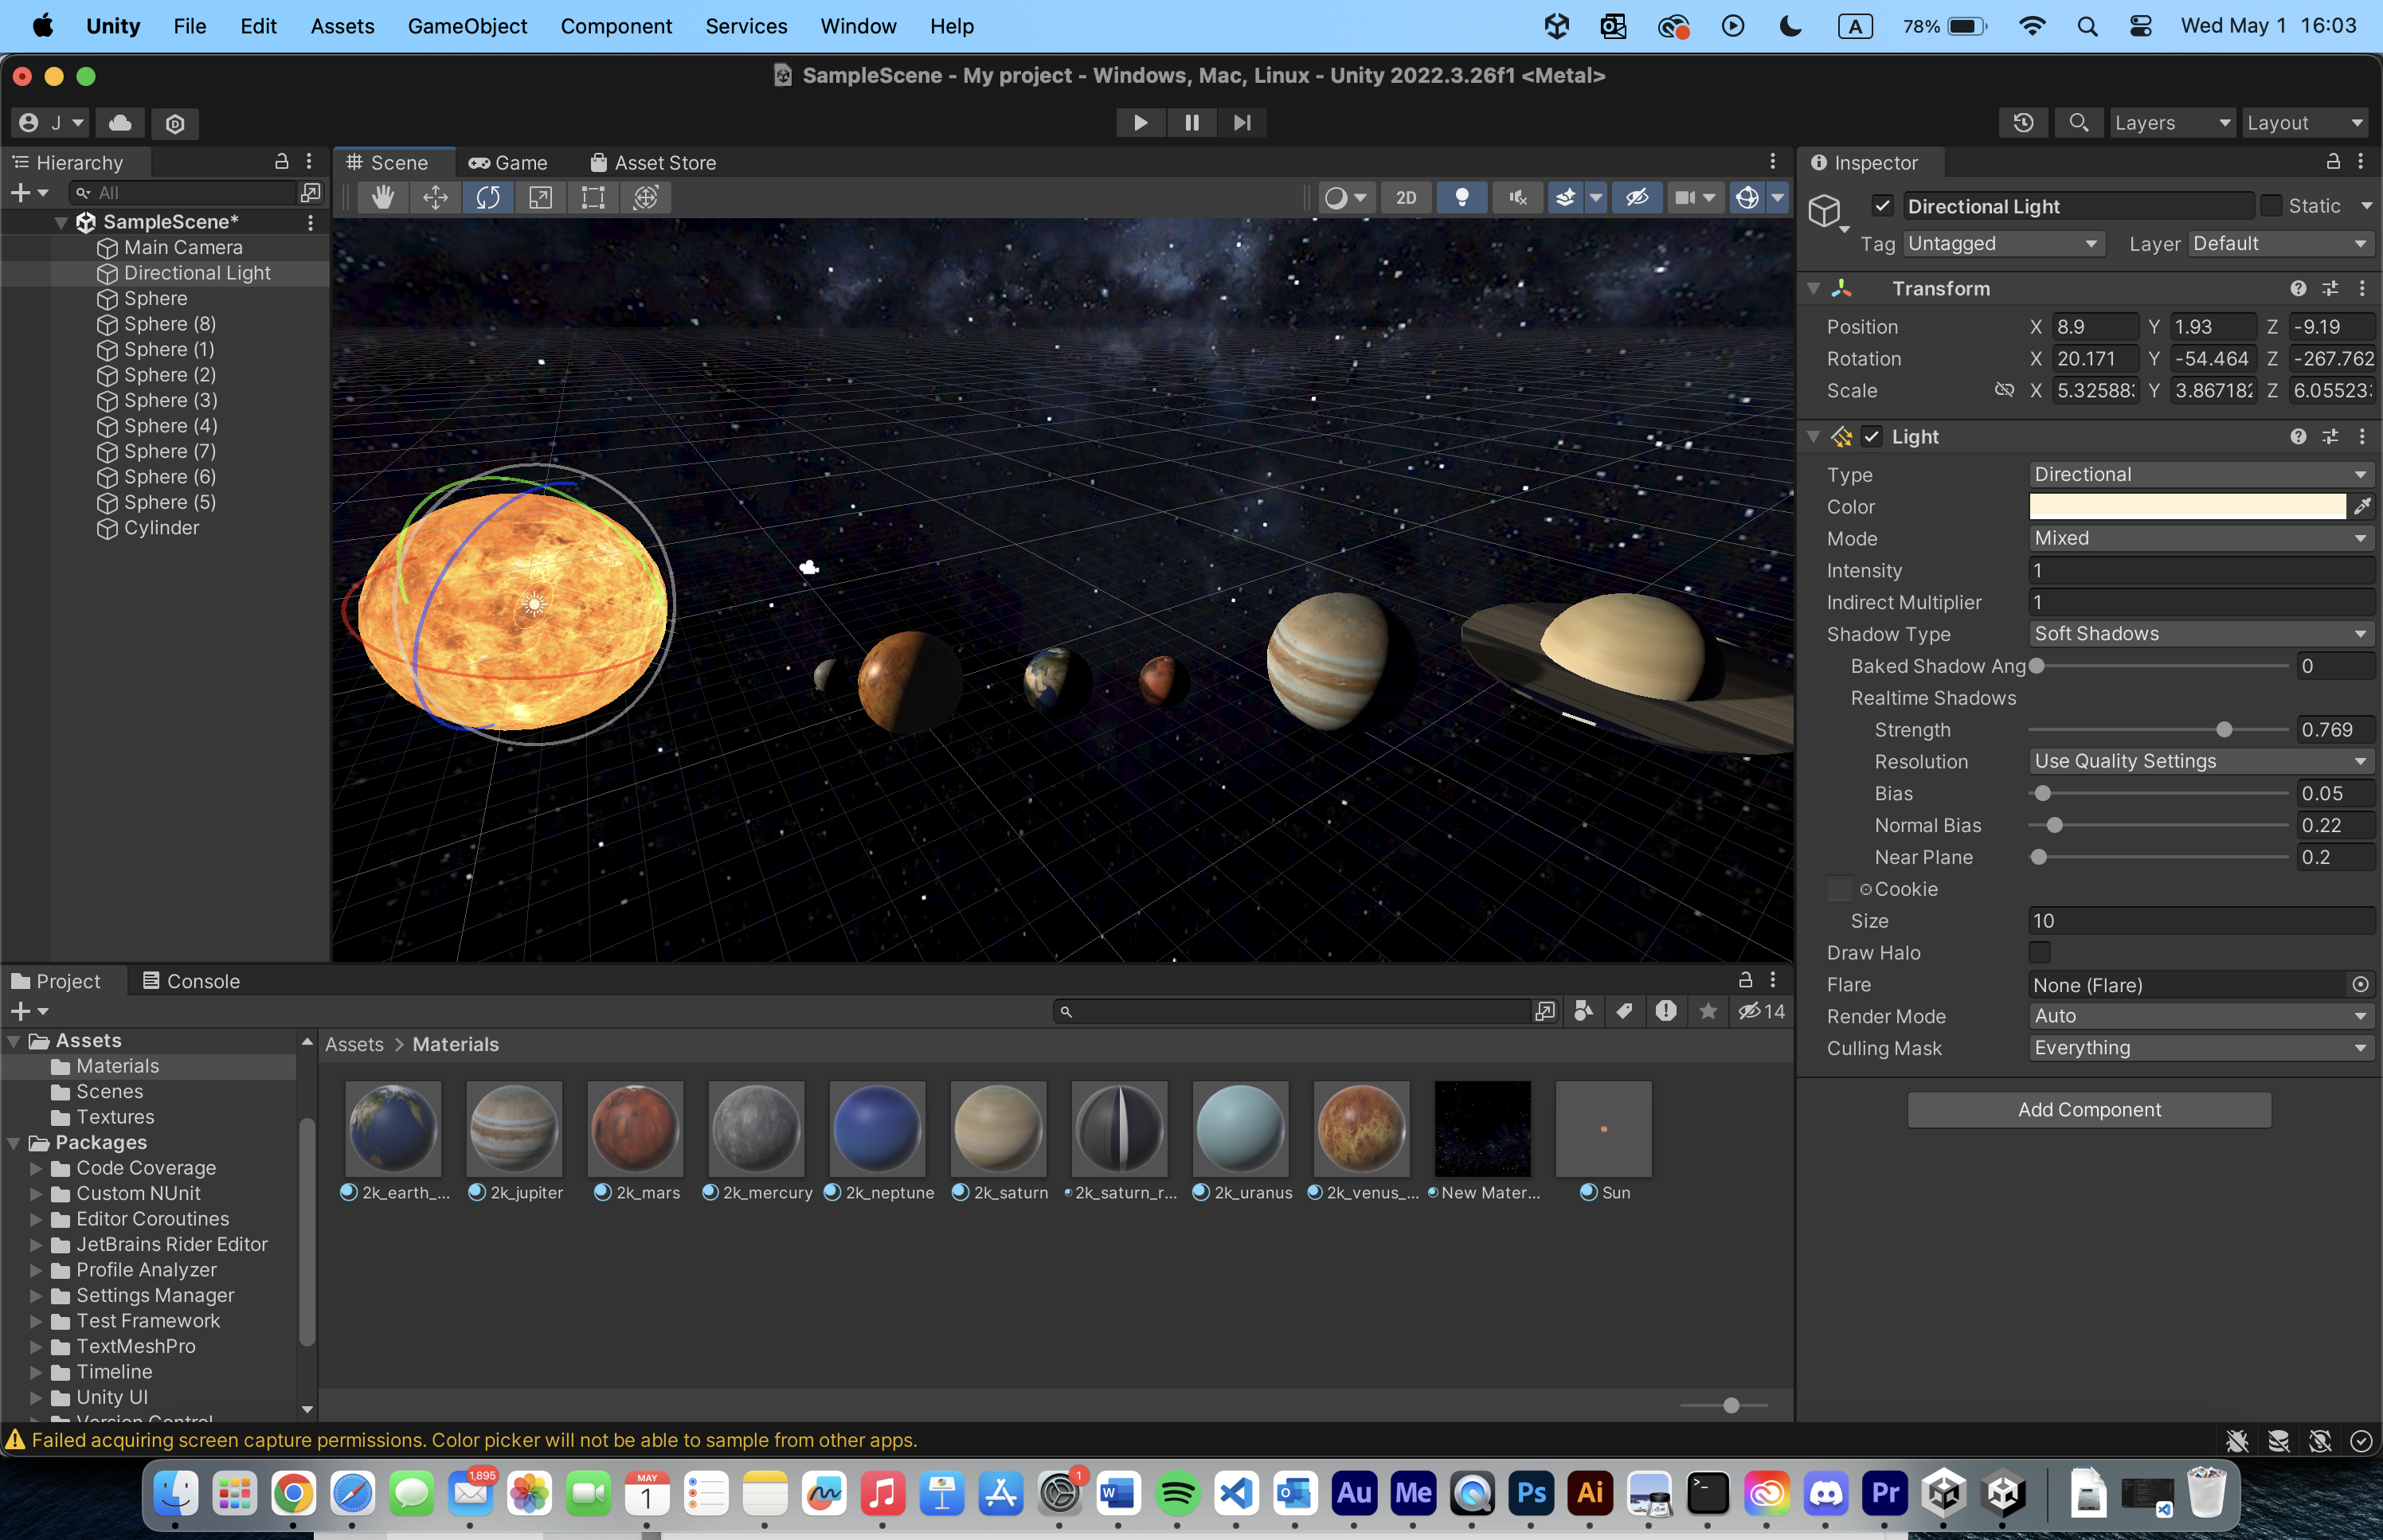 Unity File Edit Assets GameObject Component Services Window Help A 78% Wed May 1 16:03
SampleScene - My project - Windows, Mac, Linux - Unity 2022.3.26f1 <Metal>
J Layers Layout
Hierarchy
All
SampleScene*
Main Camera
Directional Light
Sphere
Sphere (8)
Sphere (1)
Sphere (2)
Sphere (3)
Sphere (4)
Sphere (7)
Sphere (6)
Sphere (5)
Cylinder
Scene Game Asset Store
2D
Inspector
Directional Light Static
Tag Untagged Layer Default
Transform
Position X 8.9 Y 1.93 Z -9.19
Rotation X 20.171 Y -54.464 Z -267.762
Scale X 5.32588 Y 3.86718 Z 6.05523
Light
Type Directional
Color
Mode Mixed
Intensity 1
Indirect Multiplier 1
Shadow Type Soft Shadows
Baked Shadow Ang 0
Realtime Shadows
Strength 0.769
Resolution Use Quality Settings
Bias 0.05
Normal Bias 0.22
Near Plane 0.2
Cookie
Size 10
Draw Halo
Flare None (Flare)
Render Mode Auto
Culling Mask Everything
Add Component
Project Console
14
Assets
Materials
Scenes
Textures
Packages
Code Coverage
Custom NUnit
Editor Coroutines
JetBrains Rider Editor
Profile Analyzer
Settings Manager
Test Framework
TextMeshPro
Timeline
Unity UI
Version Control
Assets > Materials
2k_earth_... 2k_jupiter 2k_mars 2k_mercury 2k_neptune 2k_saturn 2k_saturn_r... 2k_uranus 2k_venus_... New Mater... Sun
Failed acquiring screen capture permissions. Color picker will not be able to sample from other apps.
1,895 MAY 1 1 W O Au Me Ps Ai >_ Pr